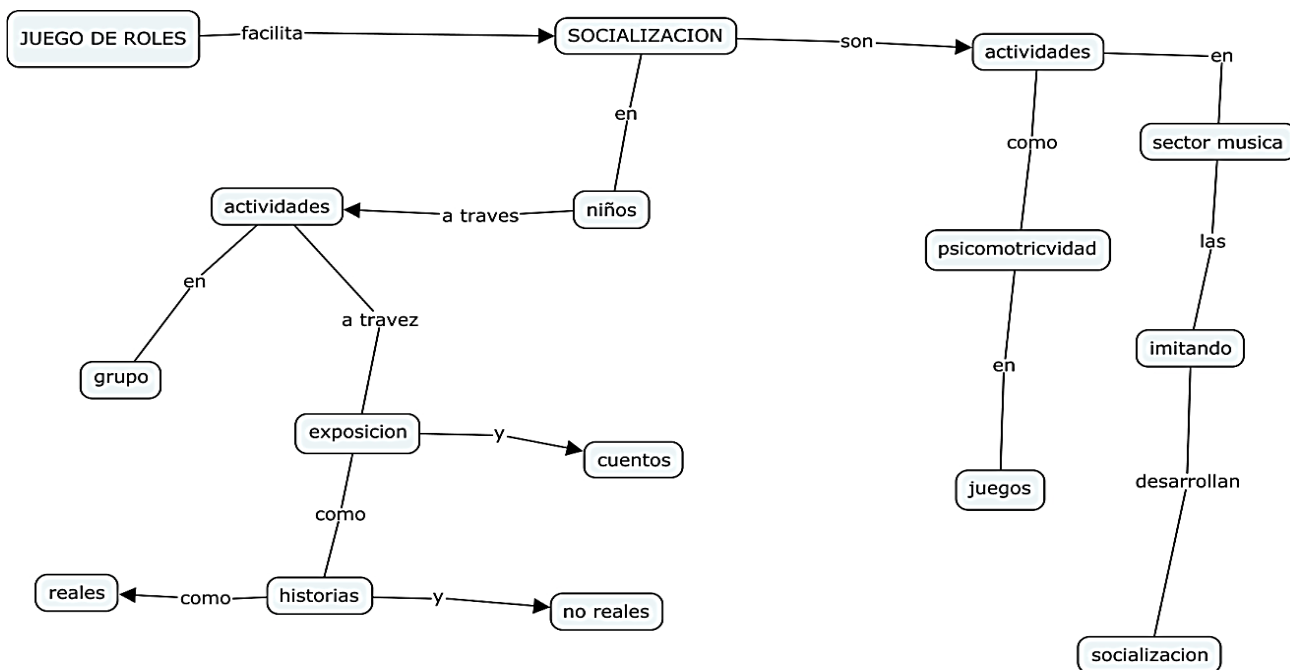 JUEGO DE ROLES
facilita
SOCIALIZACION
son
actividades
en
en
como
sector musica
actividades
a traves
niños
psicomotricvidad
las
en
a travez
grupo
en
imitando
exposicion
y
cuentos
juegos
desarrollan
como
reales
como
historias
y
no reales
socializacion